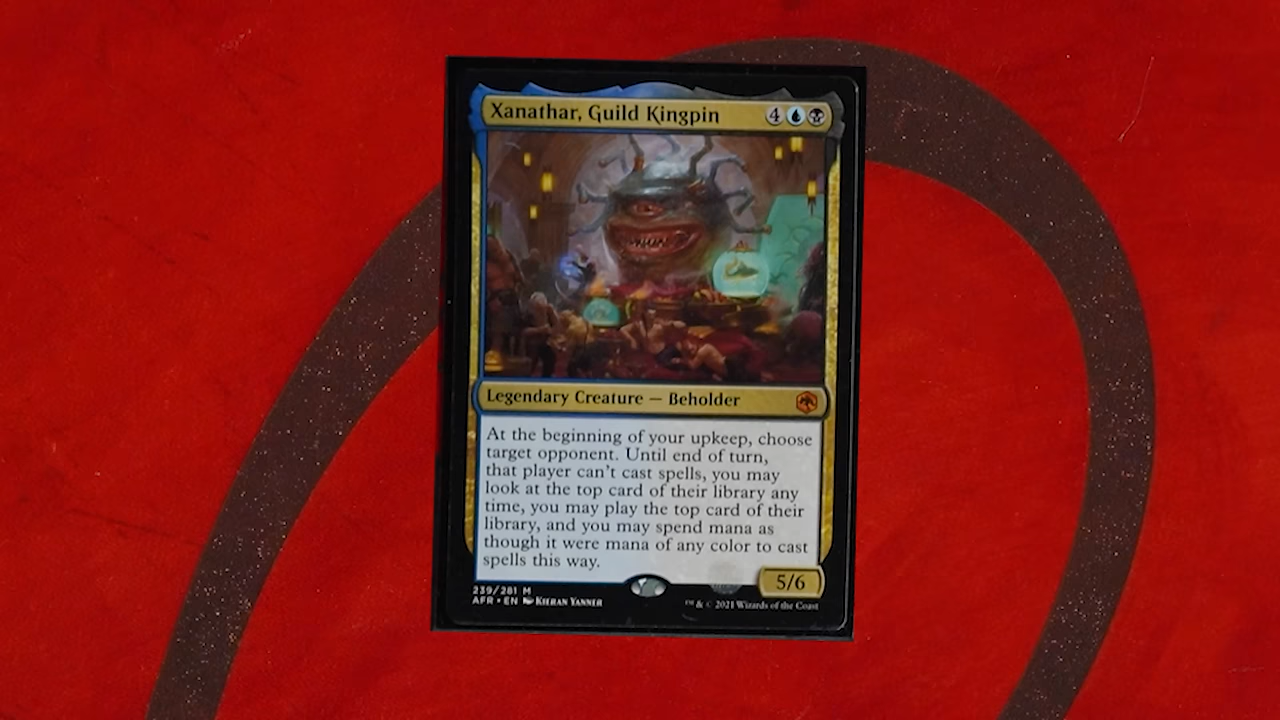 Xanathar, Guild Kingpin 4
Legendary Creature — Beholder
At the beginning of your upkeep, choose
target opponent. Until end of turn,
that player can't cast spells, you may
look at the top card of their library any
time, you may play the top card of their
library, and you may spend mana as
though it were mana of any color to cast
spells this way.
5/6
239/281 M
AFR • EN Kieran Yanner
™ & © 2021 Wizards of the Coast